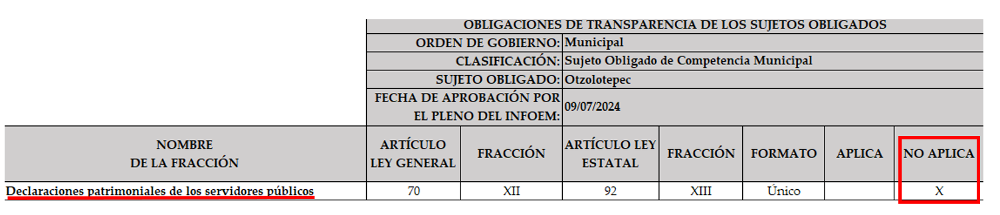 OBLIGACIONES DE TRANSPARENCIA DE LOS SUJETOS OBLIGADOS
ORDEN DE GOBIERNO: Municipal
CLASIFICACIÓN: Sujeto Obligado de Competencia Municipal
SUJETO OBLIGADO: Otzolotepec
FECHA DE APROBACIÓN POR
EL PLENO DEL INFOEM: 09/07/2024
NOMBRE
DE LA FRACCIÓN
ARTÍCULO
LEY GENERAL
FRACCIÓN
ARTÍCULO LEY
ESTATAL
FRACCIÓN
FORMATO
APLICA
NO APLICA
Declaraciones patrimoniales de los servidores públicos 70 XII 92 XIII Único X